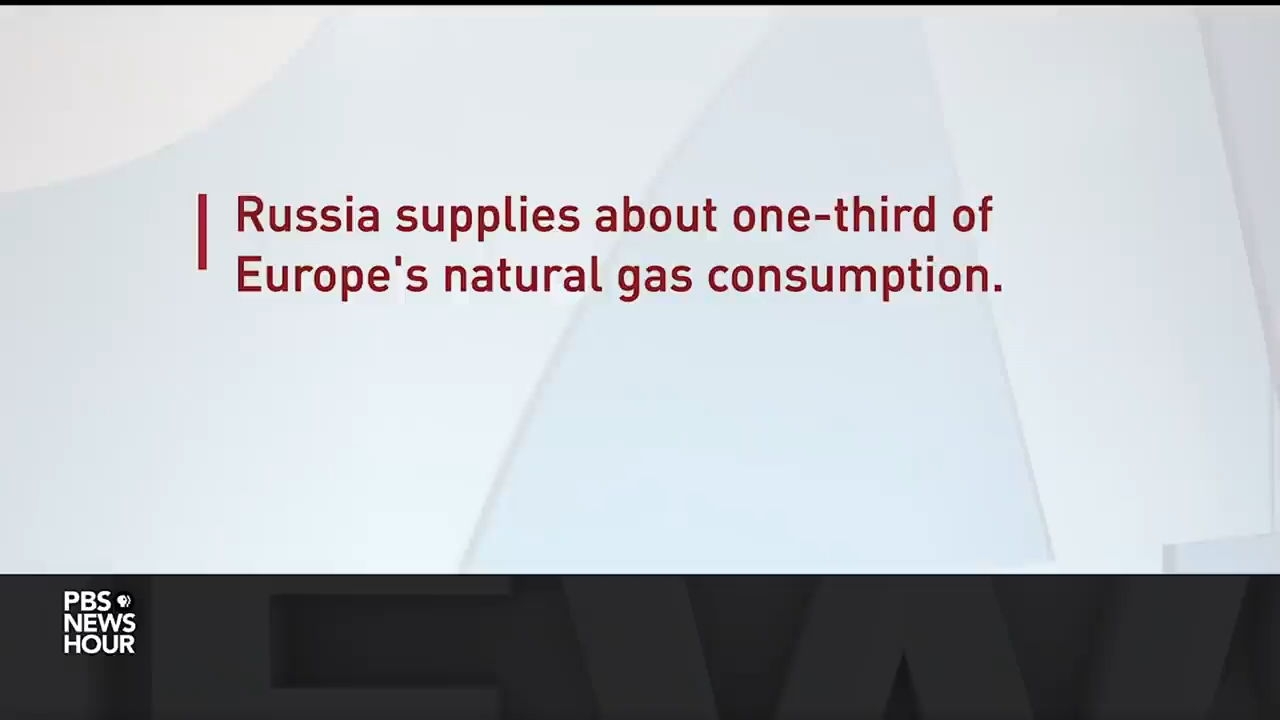 Russia supplies about one-third of
Europe's natural gas consumption.
PBS
NEWS
HOUR